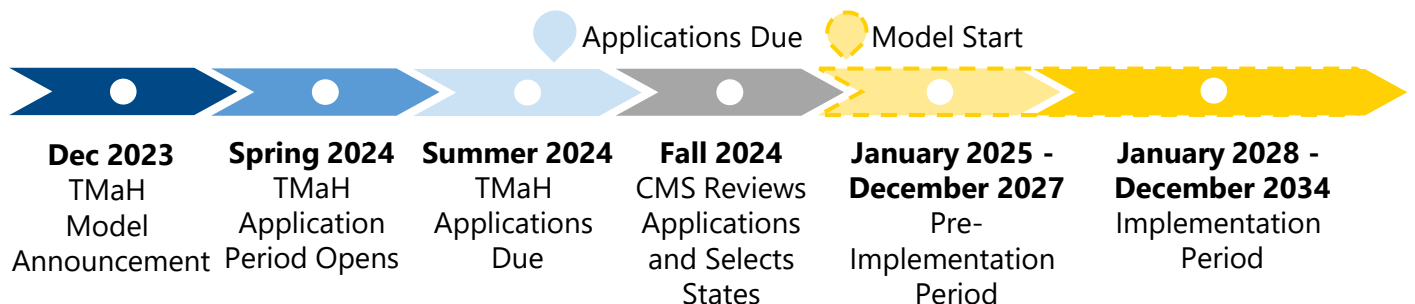 Applications Due
Model Start
Dec 2023
TMaH
Model
Announcement
Spring 2024
TMaH
Application
Period Opens
Summer 2024
TMaH
Applications
Due
Fall 2024
CMS Reviews
Applications
and Selects
States
January 2025 -
December 2027
Pre-
Implementation
Period
January 2028 -
December 2034
Implementation
Period